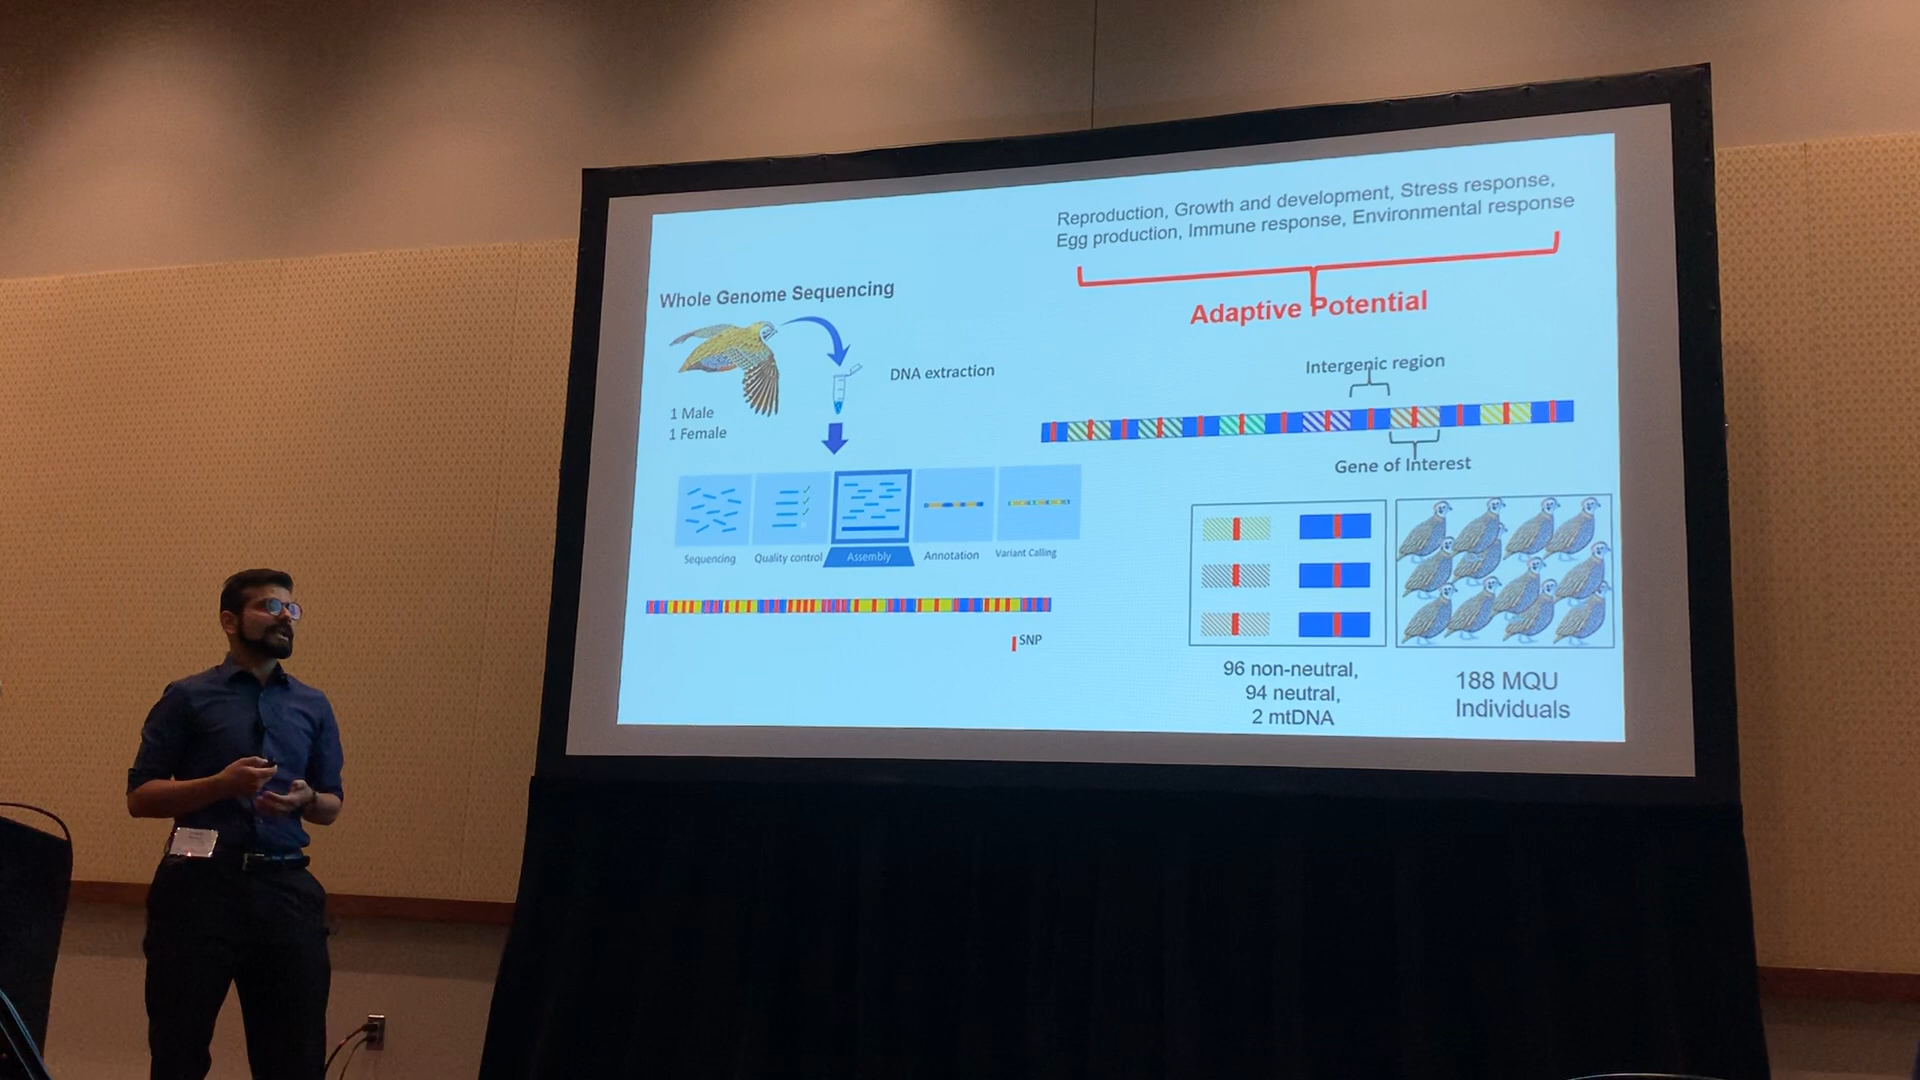 Reproduction, Growth and development, Stress response,
Egg production, Immune response, Environmental response
Adaptive Potential
Whole Genome Sequencing
DNA extraction
1 Male
1 Female
Sequencing
Quality control
Assembly
Annotation
Variant Calling
SNP
Intergenic region
Gene of Interest
96 non-neutral,
94 neutral,
2 mtDNA
188 MQU
Individuals